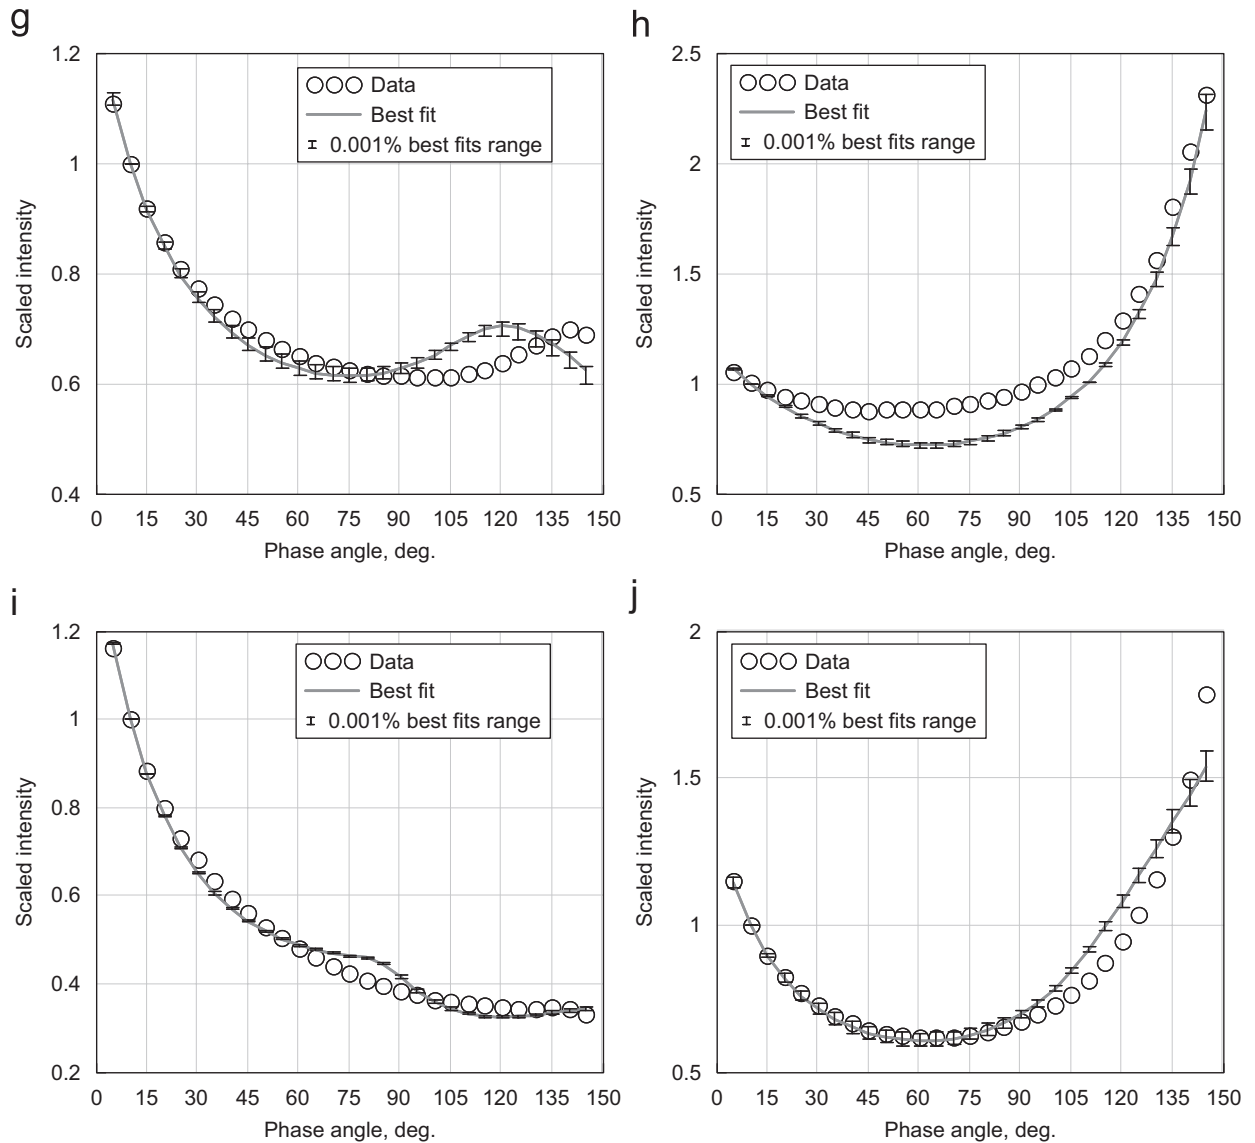 g
1.2
1
0.8
0.6
0.4
Scaled intensity
Data
Best fit
0.001% best fits range
0 15 30 45 60 75 90 105 120 135 150
Phase angle, deg.
h
2.5
2
1.5
1
0.5
Scaled intensity
Data
Best fit
0.001% best fits range
0 15 30 45 60 75 90 105 120 135 150
Phase angle, deg.
i
1.2
1
0.8
0.6
0.4
0.2
Scaled intensity
Data
Best fit
0.001% best fits range
0 15 30 45 60 75 90 105 120 135 150
Phase angle, deg.
j
2
1.5
1
0.5
Scaled intensity
Data
Best fit
0.001% best fits range
0 15 30 45 60 75 90 105 120 135 150
Phase angle, deg.